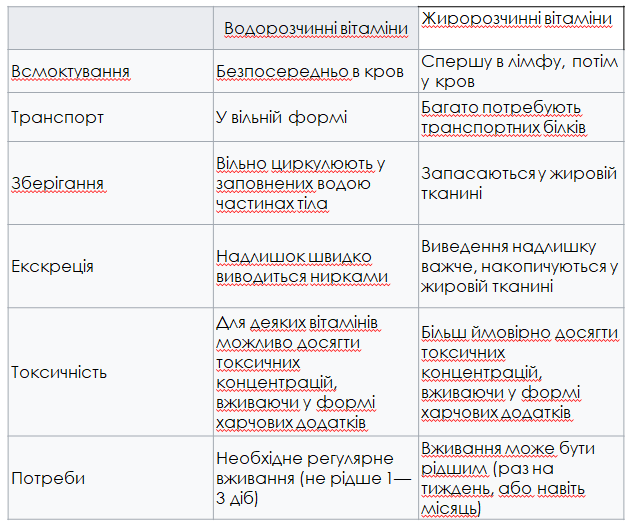 Водорозчинні вітаміни
Жиророзчинні вітаміни
Всмоктування
Безпосередньо в кров
Спершу в лімфу, потім
у кров
Транспорт
У вільній формі
Багато потребують
транспортних білків
Зберігання
Вільно циркулюють у
заповнених водою
частинах тіла
Запасаються у жировій
тканині
Екскреція
Надлишок швидко
виводиться нирками
Виведення надлишку
важче, накопичуються у
жировій тканині
Токсичність
Для деяких вітамінів
можливо досягти
токсичних
концентрацій,
вживаючи у формі
харчових додатків
Більш ймовірно досягти
токсичних
концентрацій,
вживаючи у формі
харчових додатків
Потреби
Необхідне регулярне
вживання (не рідше 1—
3 діб)
Вживання може бути
рідшим (раз на
тиждень, або навіть
місяць)